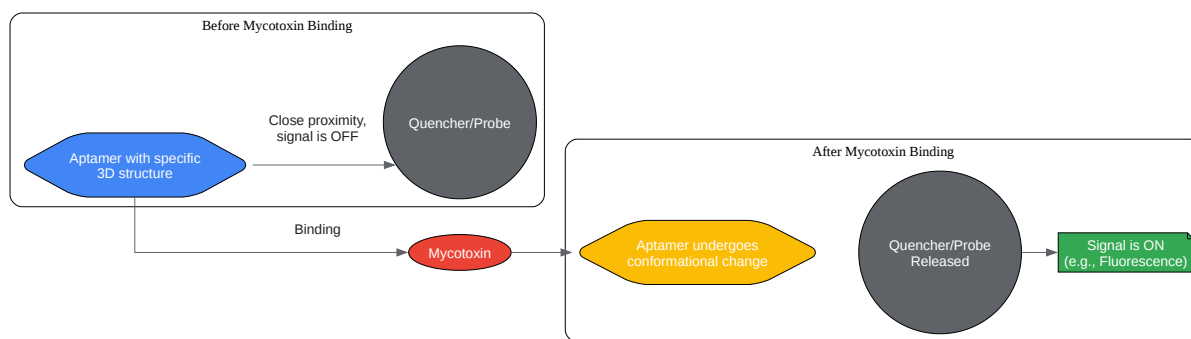 Before Mycotoxin Binding
Close proximity,
signal is OFF
Quencher/Probe
Aptamer with specific
3D structure
After Mycotoxin Binding
Binding
Mycotoxin
Aptamer undergoes
conformational change
Quencher/Probe
Released
Signal is ON
(e.g., Fluorescence)